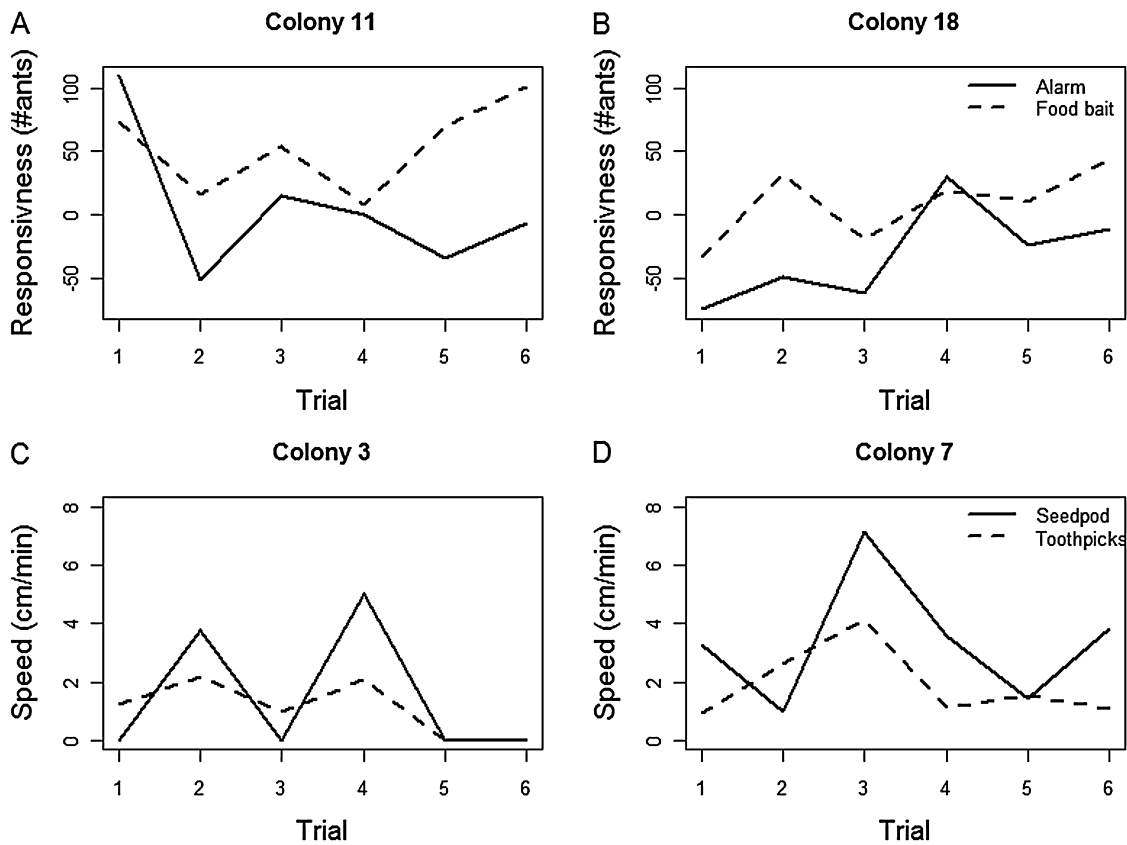 A
Colony 11
Responsivness (#ants)
100
50
0
-50
1 2 3 4 5 6
Trial
B
Colony 18
Responsivness (#ants)
100
50
0
-50
Alarm
Food bait
1 2 3 4 5 6
Trial
C
Colony 3
Speed (cm/min)
8
6
4
2
0
1 2 3 4 5 6
Trial
D
Colony 7
Speed (cm/min)
8
6
4
2
0
Seedpod
Toothpicks
1 2 3 4 5 6
Trial